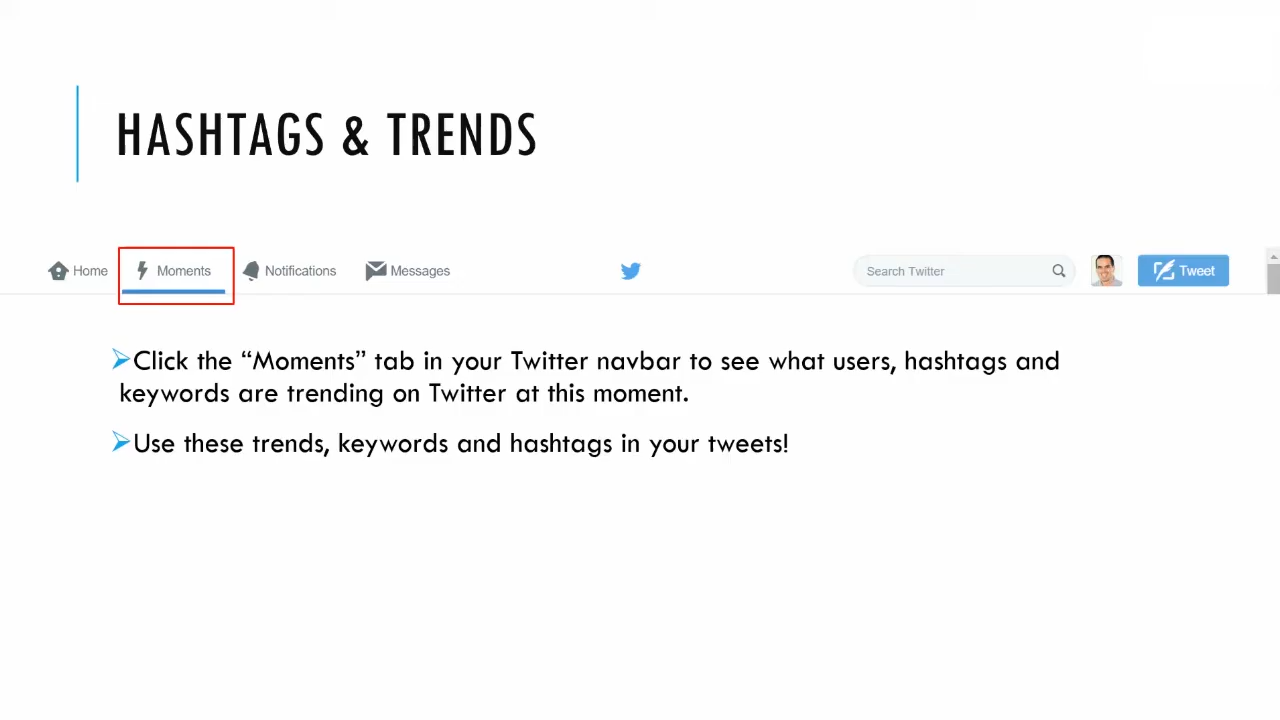 HASHTAGS & TRENDS
Home Moments Notifications Messages Search Twitter Tweet
➢Click the “Moments” tab in your Twitter navbar to see what users, hashtags and
keywords are trending on Twitter at this moment.
➢Use these trends, keywords and hashtags in your tweets!